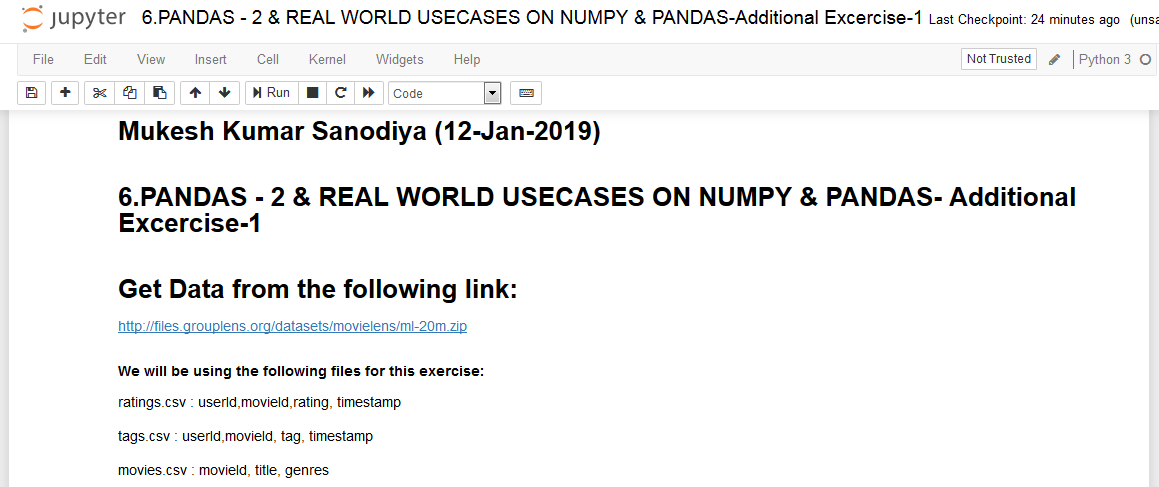 jupyter 6.PANDAS - 2 & REAL WORLD USECASES ON NUMPY & PANDAS-Additional Excercise-1 Last Checkpoint: 24 minutes ago (unsa
File Edit View Insert Cell Kernel Widgets Help Not Trusted Python 3
Run Code
Mukesh Kumar Sanodiya (12-Jan-2019)
6.PANDAS - 2 & REAL WORLD USECASES ON NUMPY & PANDAS- Additional
Excercise-1
Get Data from the following link:
http://files.grouplens.org/datasets/movielens/ml-20m.zip
We will be using the following files for this exercise:
ratings.csv : userId,movieId,rating, timestamp
tags.csv : userId,movieId, tag, timestamp
movies.csv : movieId, title, genres